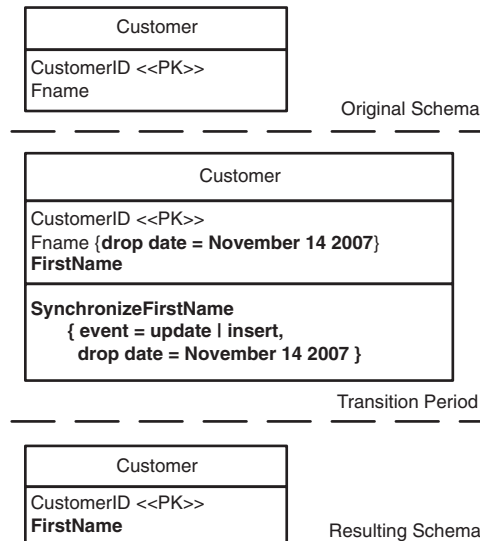 Customer
CustomerID <<PK>>
Fname
Original Schema
Customer
CustomerID <<PK>>
Fname {drop date = November 14 2007}
FirstName
SynchronizeFirstName
{ event = update | insert,
drop date = November 14 2007 }
Transition Period
Customer
CustomerID <<PK>>
FirstName
Resulting Schema